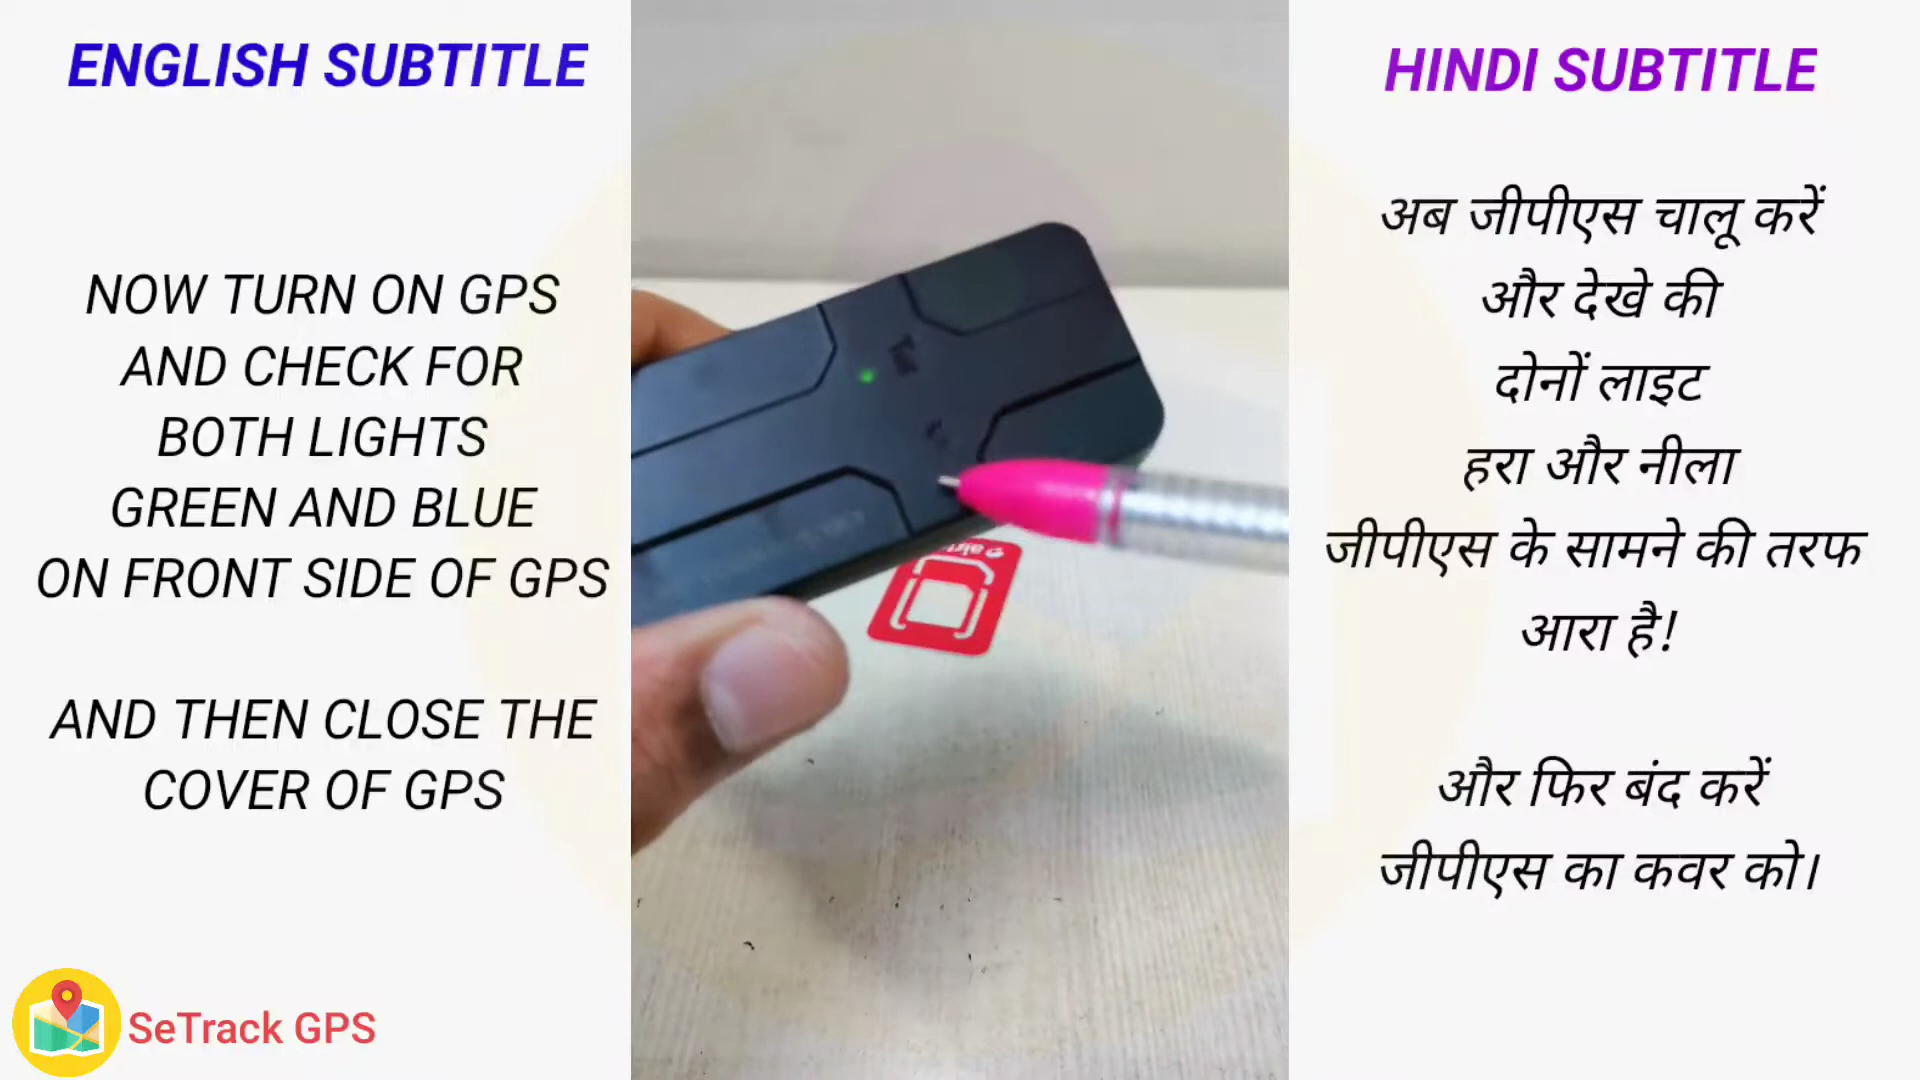 ENGLISH SUBTITLE
NOW TURN ON GPS
AND CHECK FOR
BOTH LIGHTS
GREEN AND BLUE
ON FRONT SIDE OF GPS
AND THEN CLOSE THE
COVER OF GPS
SeTrack GPS
HINDI SUBTITLE
अब जीपीएस चालू करें
और देखे की
दोनों लाइट
हरा और नीला
जीपीएस के सामने की तरफ
आरा है!
और फिर बंद करें
जीपीएस का कवर को।